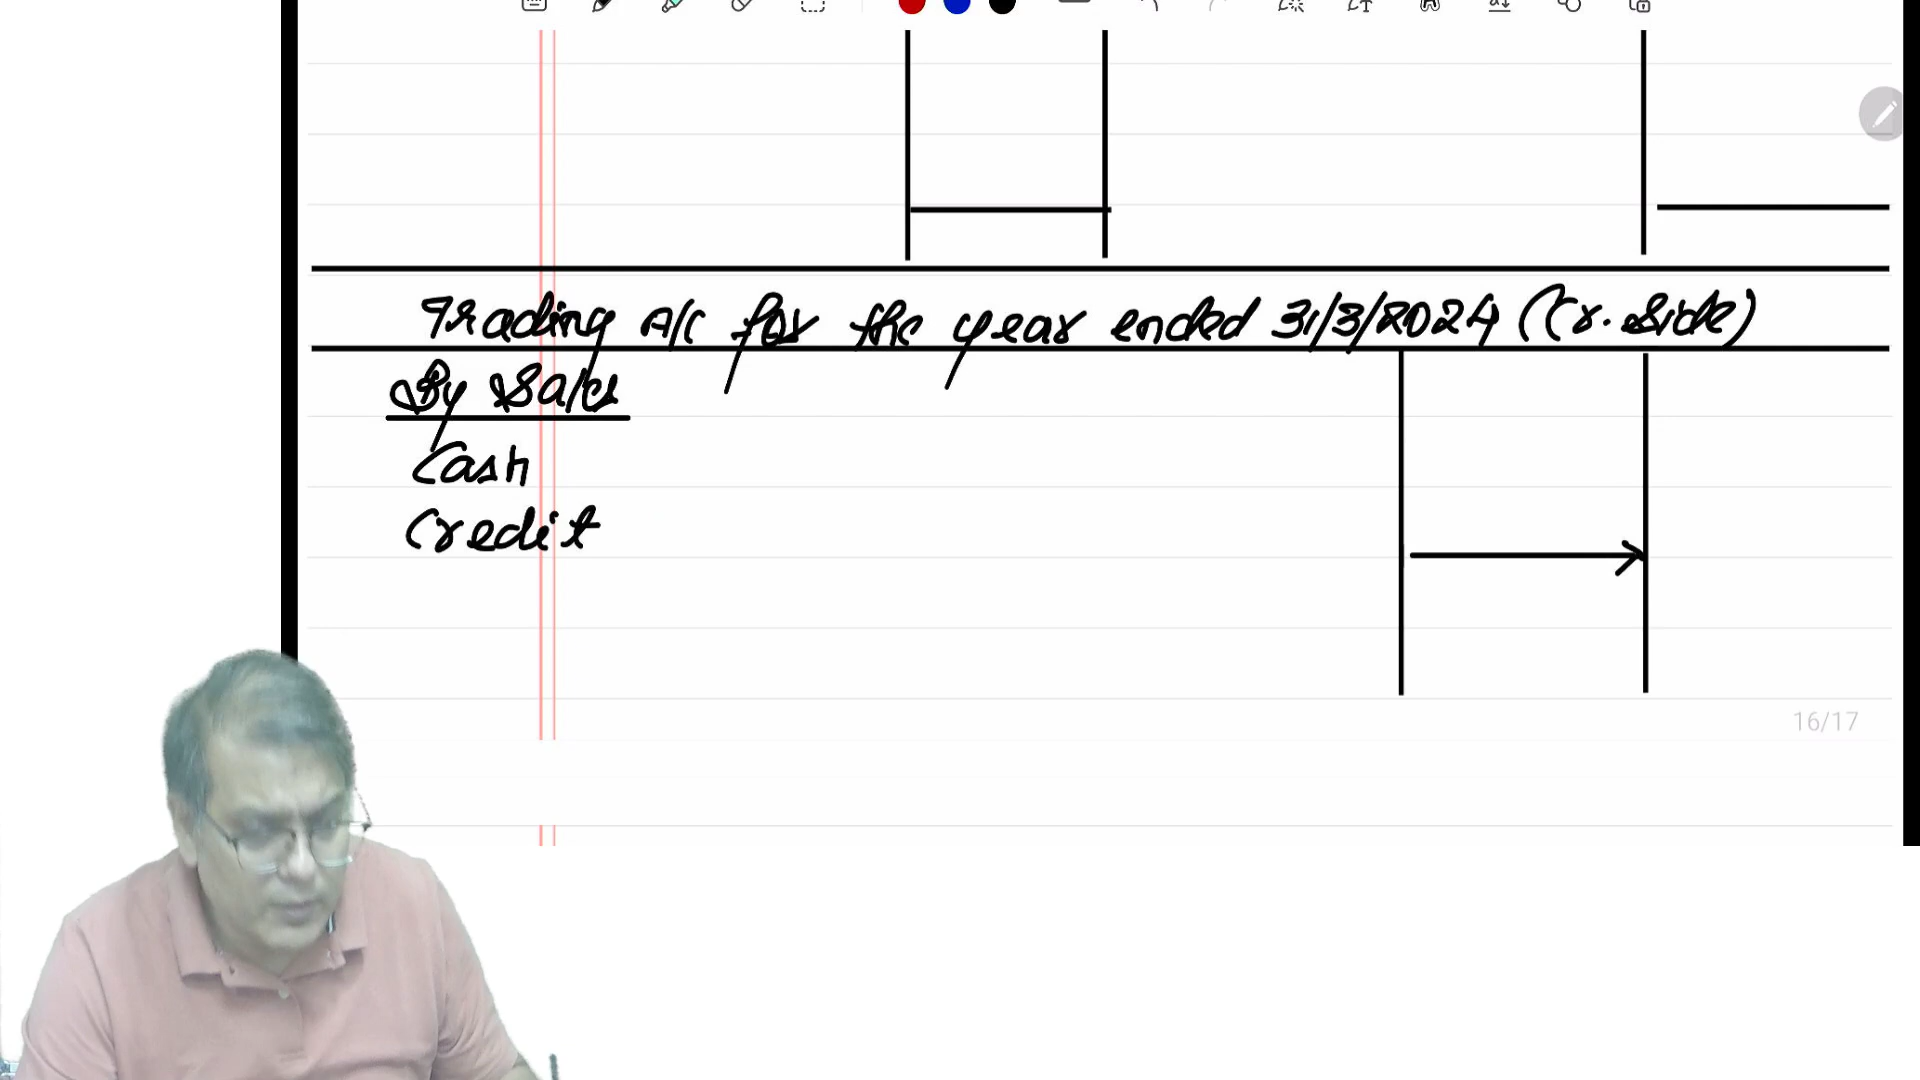 Trading A/c for the year ended 31/3/2024 (Cr. Side)
By Sales
Cash
Credit
16/17